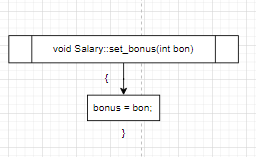 void Salary::set_bonus(int bon)
{
bonus = bon;
}